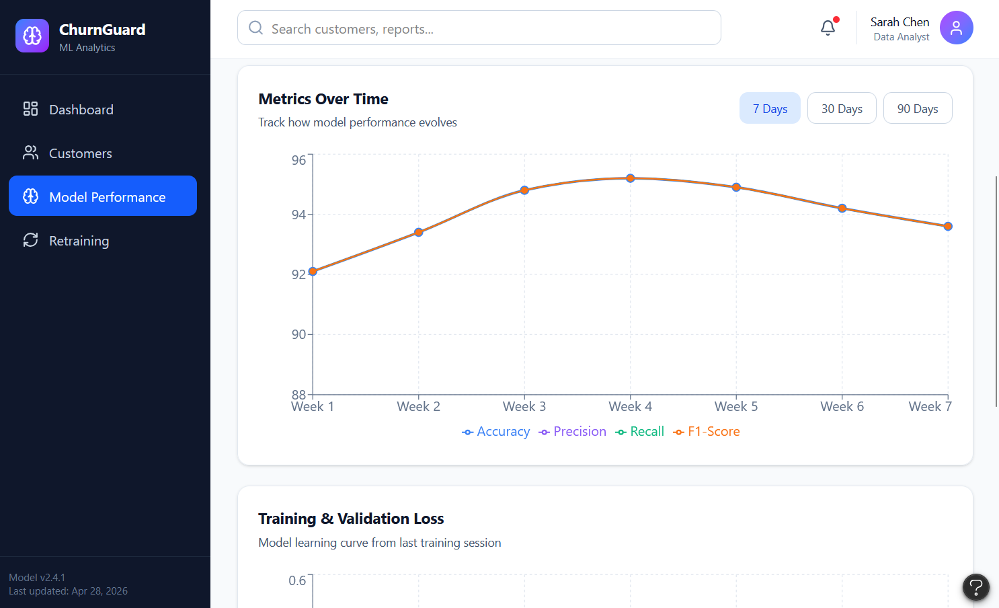 ChurnGuard
ML Analytics
Dashboard
Customers
Model Performance
Retraining
Model v2.4.1
Last updated: Apr 28, 2026
Search customers, reports...
Sarah Chen
Data Analyst
Metrics Over Time
Track how model performance evolves
7 Days
30 Days
90 Days
96
94
92
90
88
Week 1 Week 2 Week 3 Week 4 Week 5 Week 6 Week 7
Accuracy Precision Recall F1-Score
Training & Validation Loss
Model learning curve from last training session
0.6
?